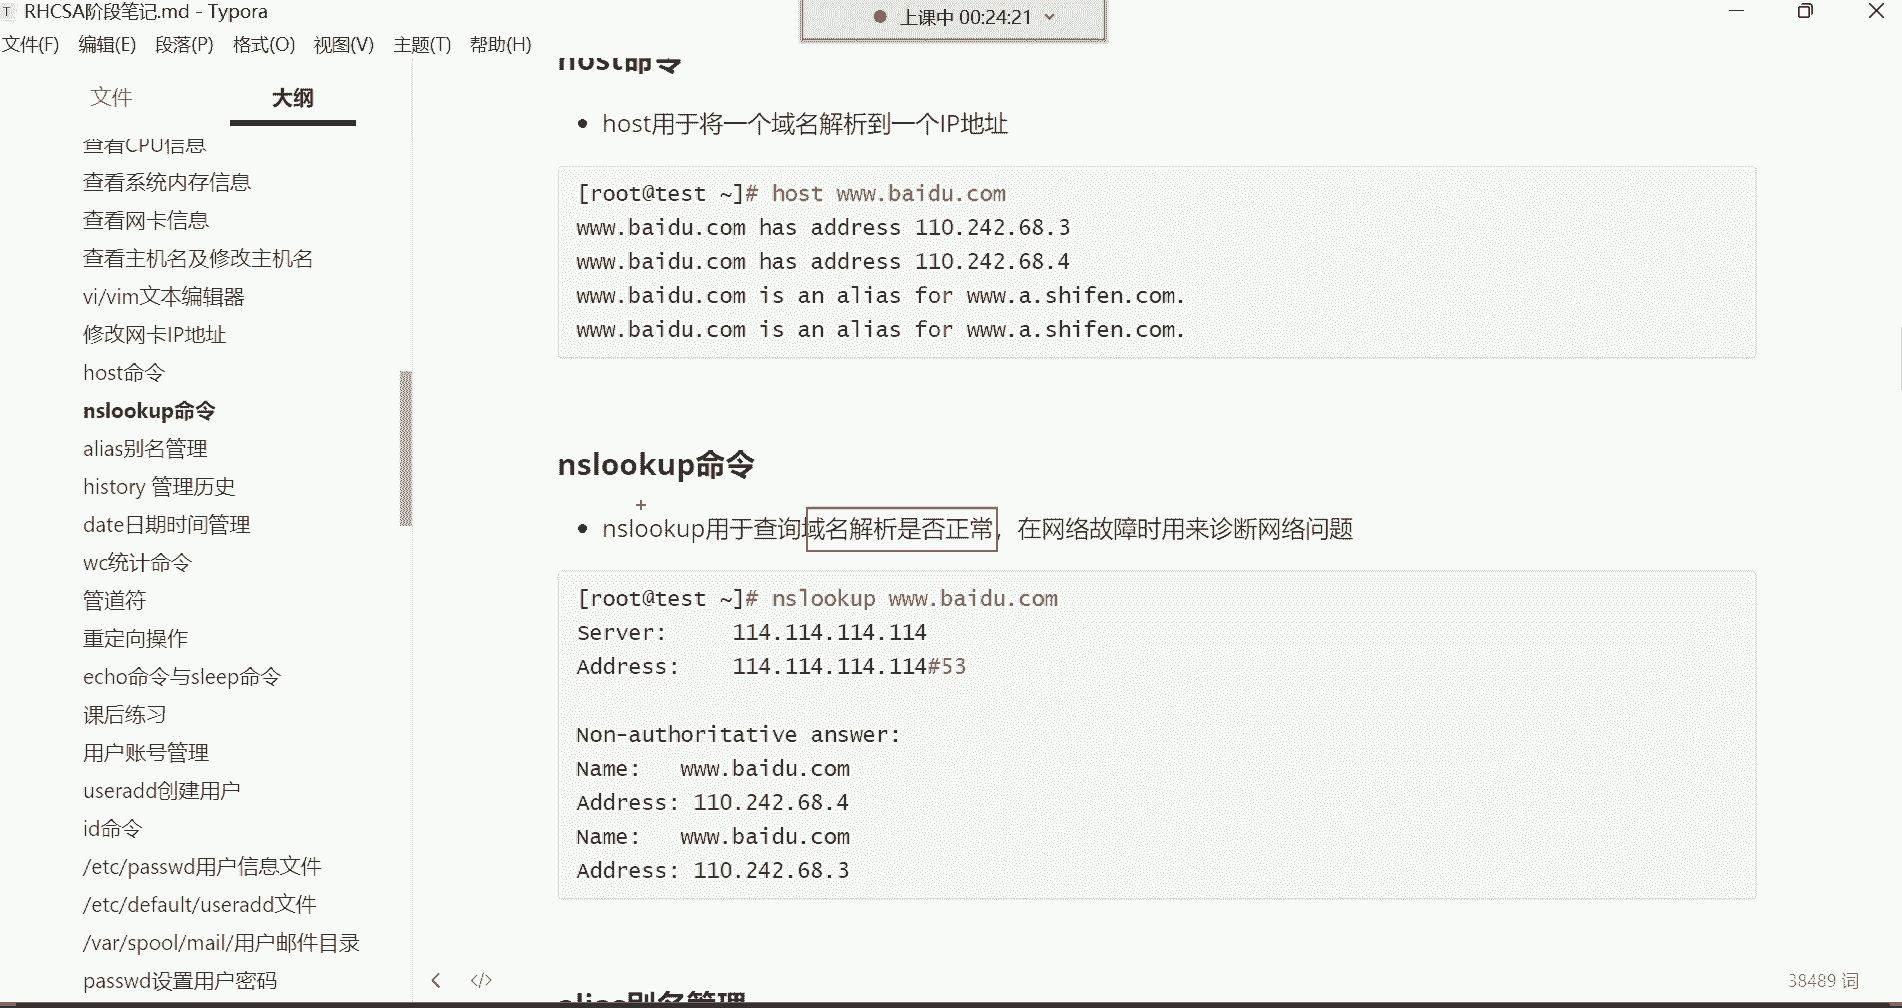 RHCSA阶段笔记.md - Typora
上课中 00:24:21
文件(F) 编辑(E) 段落(P) 格式(O) 视图(V) 主题(T) 帮助(H)
文件 大纲
查看CPU信息
查看系统内存信息
查看网卡信息
查看主机名及修改主机名
vi/vim文本编辑器
修改网卡IP地址
host命令
nslookup命令
alias别名管理
history 管理历史
date日期时间管理
wc统计命令
管道符
重定向操作
echo命令与sleep命令
课后练习
用户账号管理
useradd创建用户
id命令
/etc/passwd用户信息文件
/etc/default/useradd文件
/var/spool/mail/用户邮件目录
passwd设置用户密码
host命令
host用于将一个域名解析到一个IP地址
[root@test ~]# host www.baidu.com
www.baidu.com has address 110.242.68.3
www.baidu.com has address 110.242.68.4
www.baidu.com is an alias for www.a.shifen.com.
www.baidu.com is an alias for www.a.shifen.com.
nslookup命令
nslookup用于查询域名解析是否正常，在网络故障时用来诊断网络问题
[root@test ~]# nslookup www.baidu.com
Server: 114.114.114.114
Address: 114.114.114.114#53
Non-authoritative answer:
Name: www.baidu.com
Address: 110.242.68.4
Name: www.baidu.com
Address: 110.242.68.3
alias别名管理
38489 词